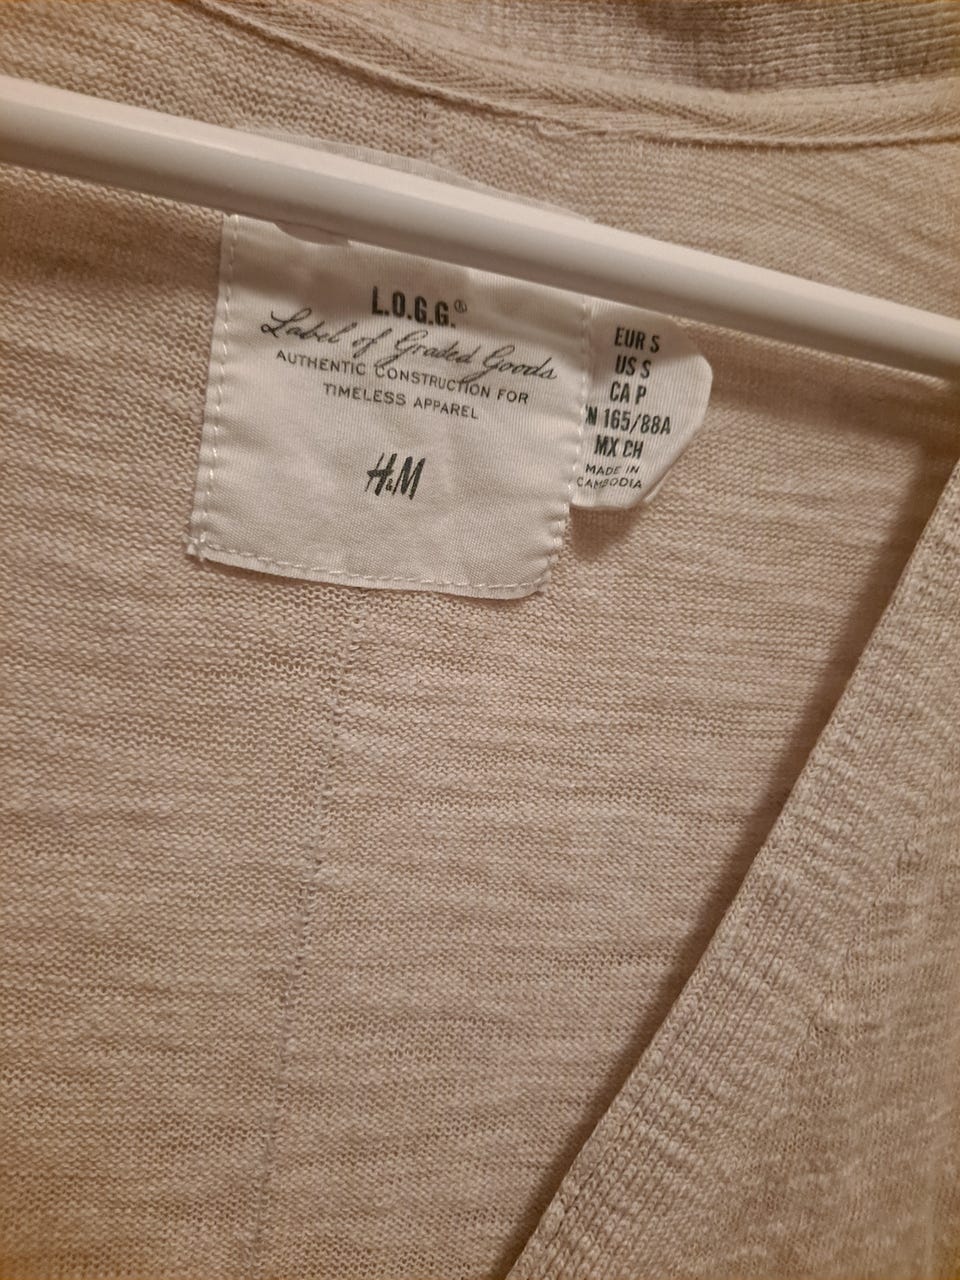 L.O.G.G.®
Label of Graded Goods
AUTHENTIC CONSTRUCTION FOR
TIMELESS APPAREL
H&M
EUR S
US S
CA P
N 165/88A
MX CH
MADE IN
CAMBODIA